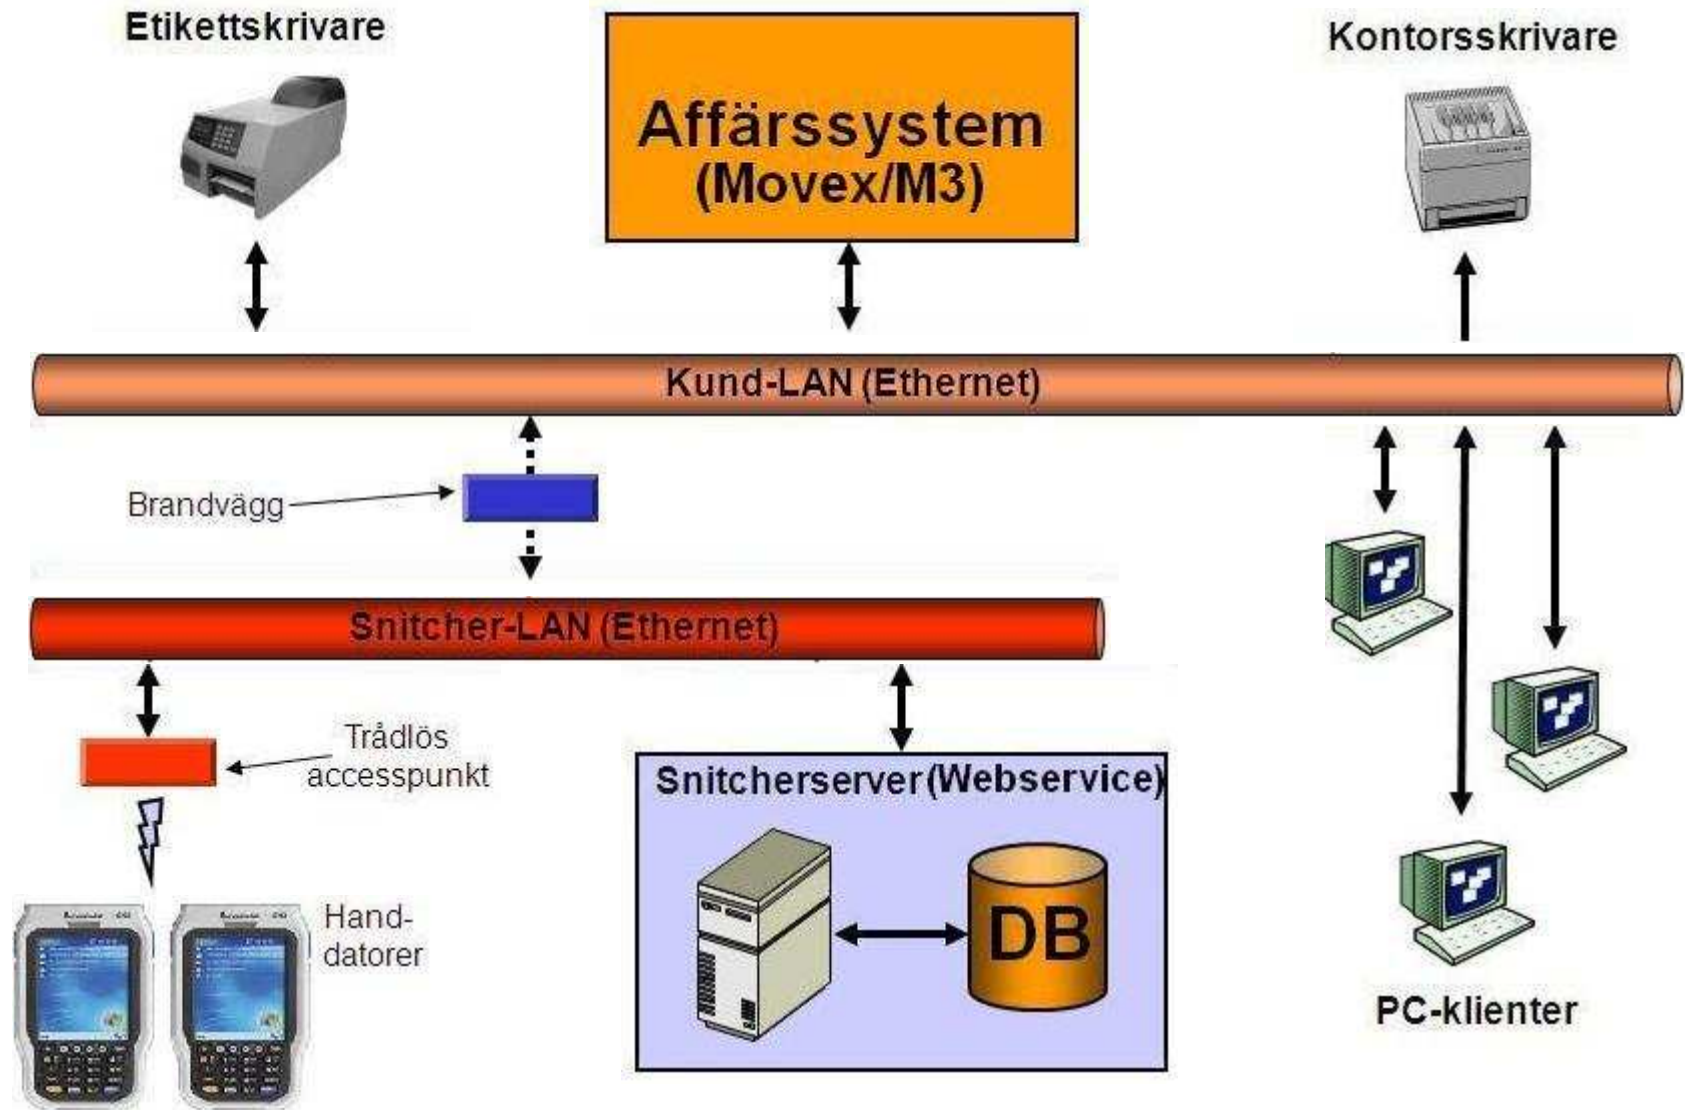 Etikettskrivare
Affärssystem
(Movex/M3)
Kontorsskrivare
Kund-LAN (Ethernet)
Brandvägg
Snitcher-LAN (Ethernet)
Trådlös
accesspunkt
Snitcherserver (Webservice)
DB
Hand-
datorer
PC-klienter